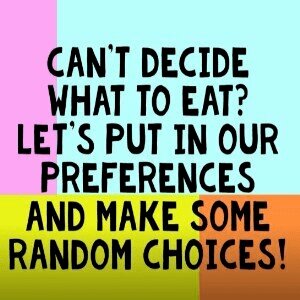 CAN'T DECIDE
WHAT TO EAT?
LET'S PUT IN OUR
PREFERENCES
AND MAKE SOME
RANDOM CHOICES!